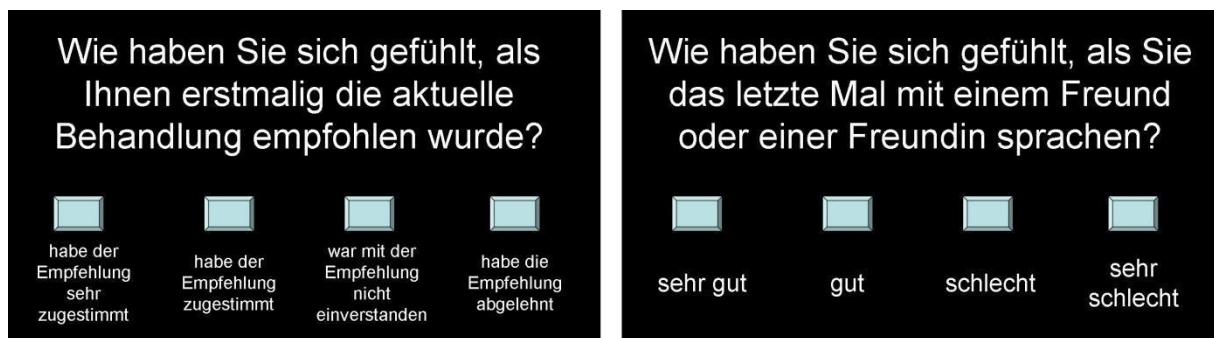 Wie haben Sie sich gefühlt, als
Ihnen erstmalig die aktuelle
Behandlung empfohlen wurde?
habe der
Empfehlung
sehr
zugestimmt
habe der
Empfehlung
zugestimmt
war mit der
Empfehlung
nicht
einverstanden
habe die
Empfehlung
abgelehnt
Wie haben Sie sich gefühlt, als Sie
das letzte Mal mit einem Freund
oder einer Freundin sprachen?
sehr gut
gut
schlecht
sehr
schlecht